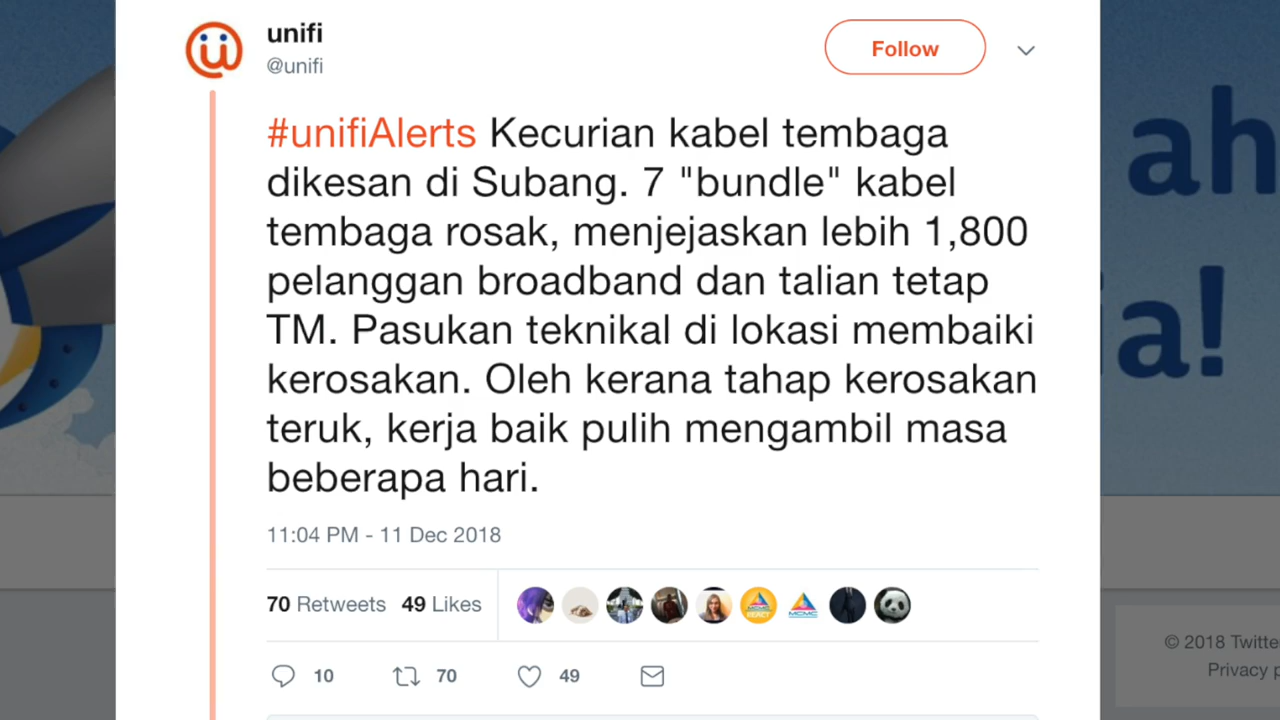 unifi
@unifi
Follow
#unifiAlerts Kecurian kabel tembaga
dikesan di Subang. 7 "bundle" kabel
tembaga rosak, menjejaskan lebih 1,800
pelanggan broadband dan talian tetap
TM. Pasukan teknikal di lokasi membaiki
kerosakan. Oleh kerana tahap kerosakan
teruk, kerja baik pulih mengambil masa
beberapa hari.
11:04 PM - 11 Dec 2018
70 Retweets 49 Likes
MCMC
REACT
MCMC
10 70 49
ah
a!
© 2018 Twitte
Privacy p